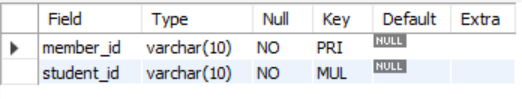 Field Type Null Key Default Extra
member_id varchar(10) NO PRI NULL
student_id varchar(10) NO MUL NULL